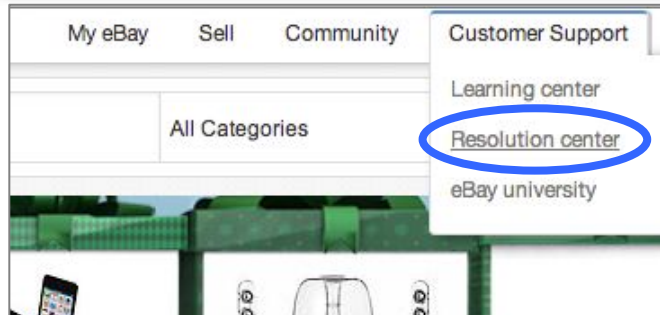 My eBay Sell Community Customer Support
Learning center
All Categories
Resolution center
eBay university